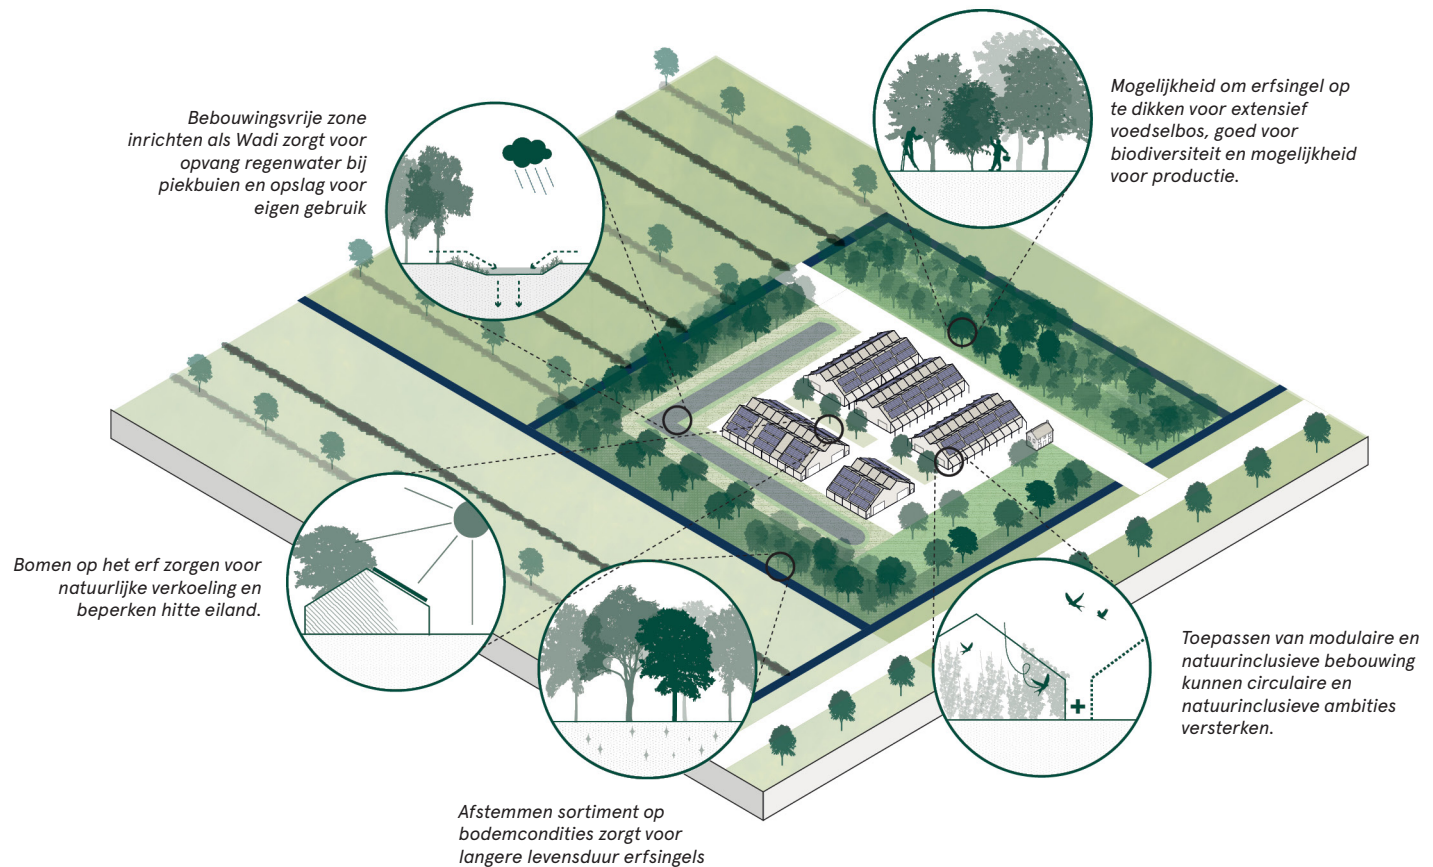 Bebouwingsvrije zone
inrichten als Wadi zorgt voor
opvang regenwater bij
piekbuien en opslag voor
eigen gebruik
Mogelijkheid om erfsingel op
te dikken voor extensief
voedselbos, goed voor
biodiversiteit en mogelijkheid
voor productie.
Bomen op het erf zorgen voor
natuurlijke verkoeling en
beperken hitte eiland.
Toepassen van modulaire en
natuurinclusieve bebouwing
kunnen circulaire en
natuurinclusieve ambities
versterken.
Afstemmen sortiment op
bodemcondities zorgt voor
langere levensduur erfsingels